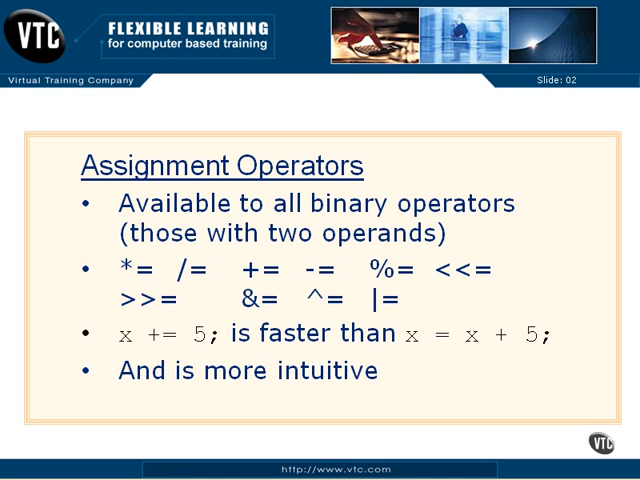 VTC
FLEXIBLE LEARNING
for computer based training
Virtual Training Company
Slide: 02
Assignment Operators
• Available to all binary operators
(those with two operands)
• *= /= += -= %= <<=
>>= &= ^= |=
• x += 5; is faster than x = x + 5;
• And is more intuitive
VTC
http://www.vtc.com